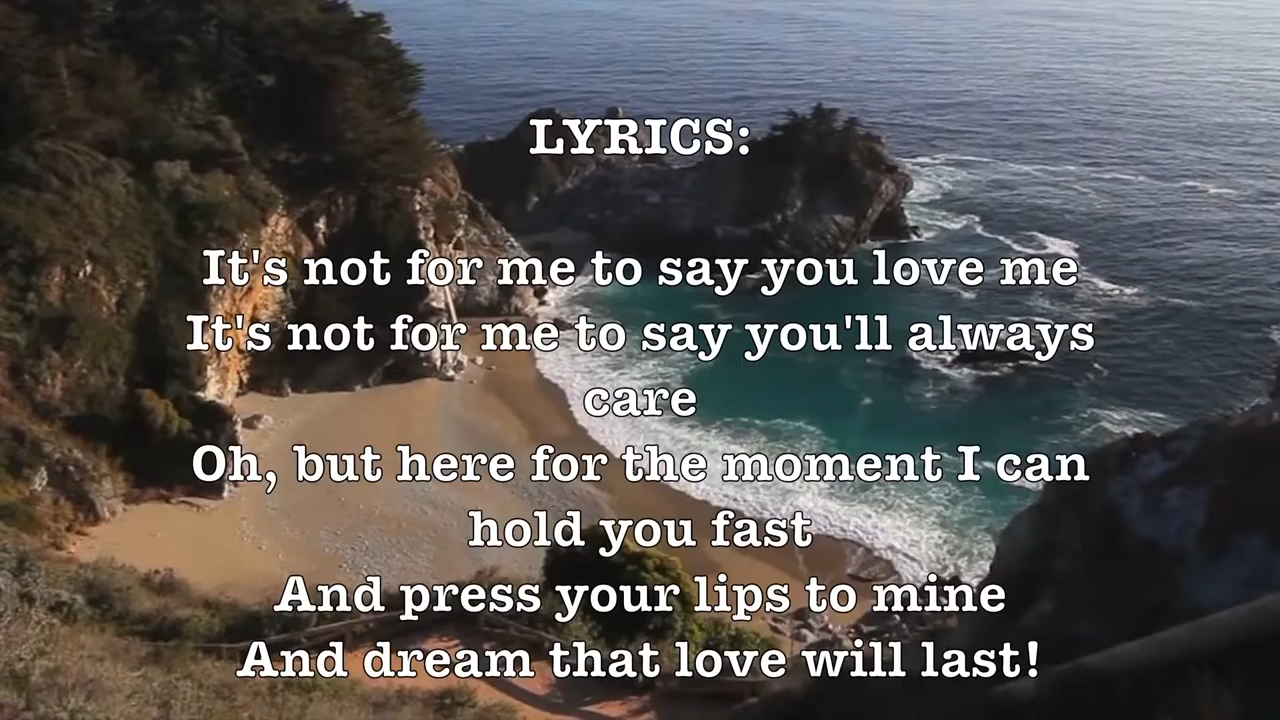 LYRICS:
It's not for me to say you love me
It's not for me to say you'll always
care
Oh, but here for the moment I can
hold you fast
And press your lips to mine
And dream that love will last!